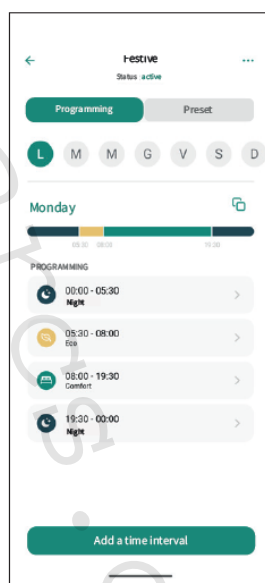 Festive
Status active
Programming Preset
L M M G V S D
Monday
05:30 08:00 19:30
PROGRAMMING
00:00 - 05:30
Night
05:30 - 08:00
Eco
08:00 - 19:30
Comfort
19:30 - 00:00
Night
Add a time interval